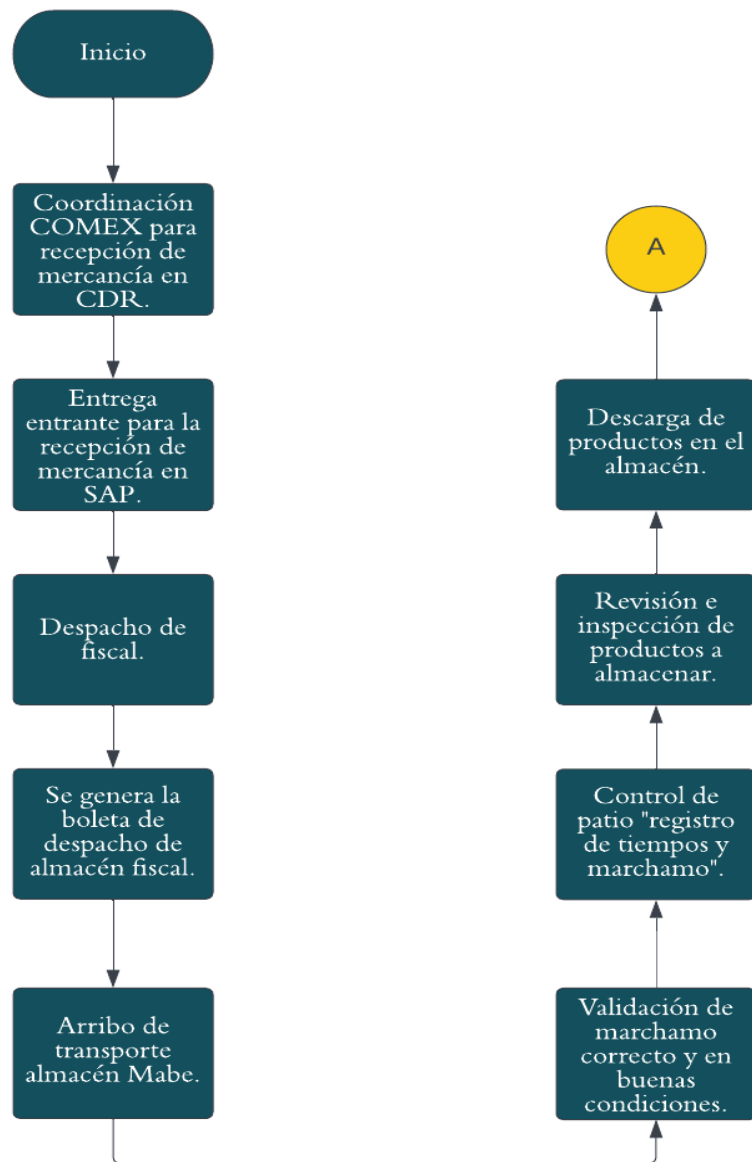 Inicio
Coordinación
COMEX para
recepción de
mercancía en
CDR.
Entrega
entrante para la
recepción de
mercancía en
SAP.
Despacho de
fiscal.
Se genera la
boleta de
despacho de
almacén fiscal.
Arribo de
transporte
almacén Mabe.
Validación de
marchamo
correcto y en
buenas
condiciones.
Control de
patio "registro
de tiempos y
marchamo".
Revisión e
inspección de
productos a
almacenar.
Descarga de
productos en el
almacén.
A